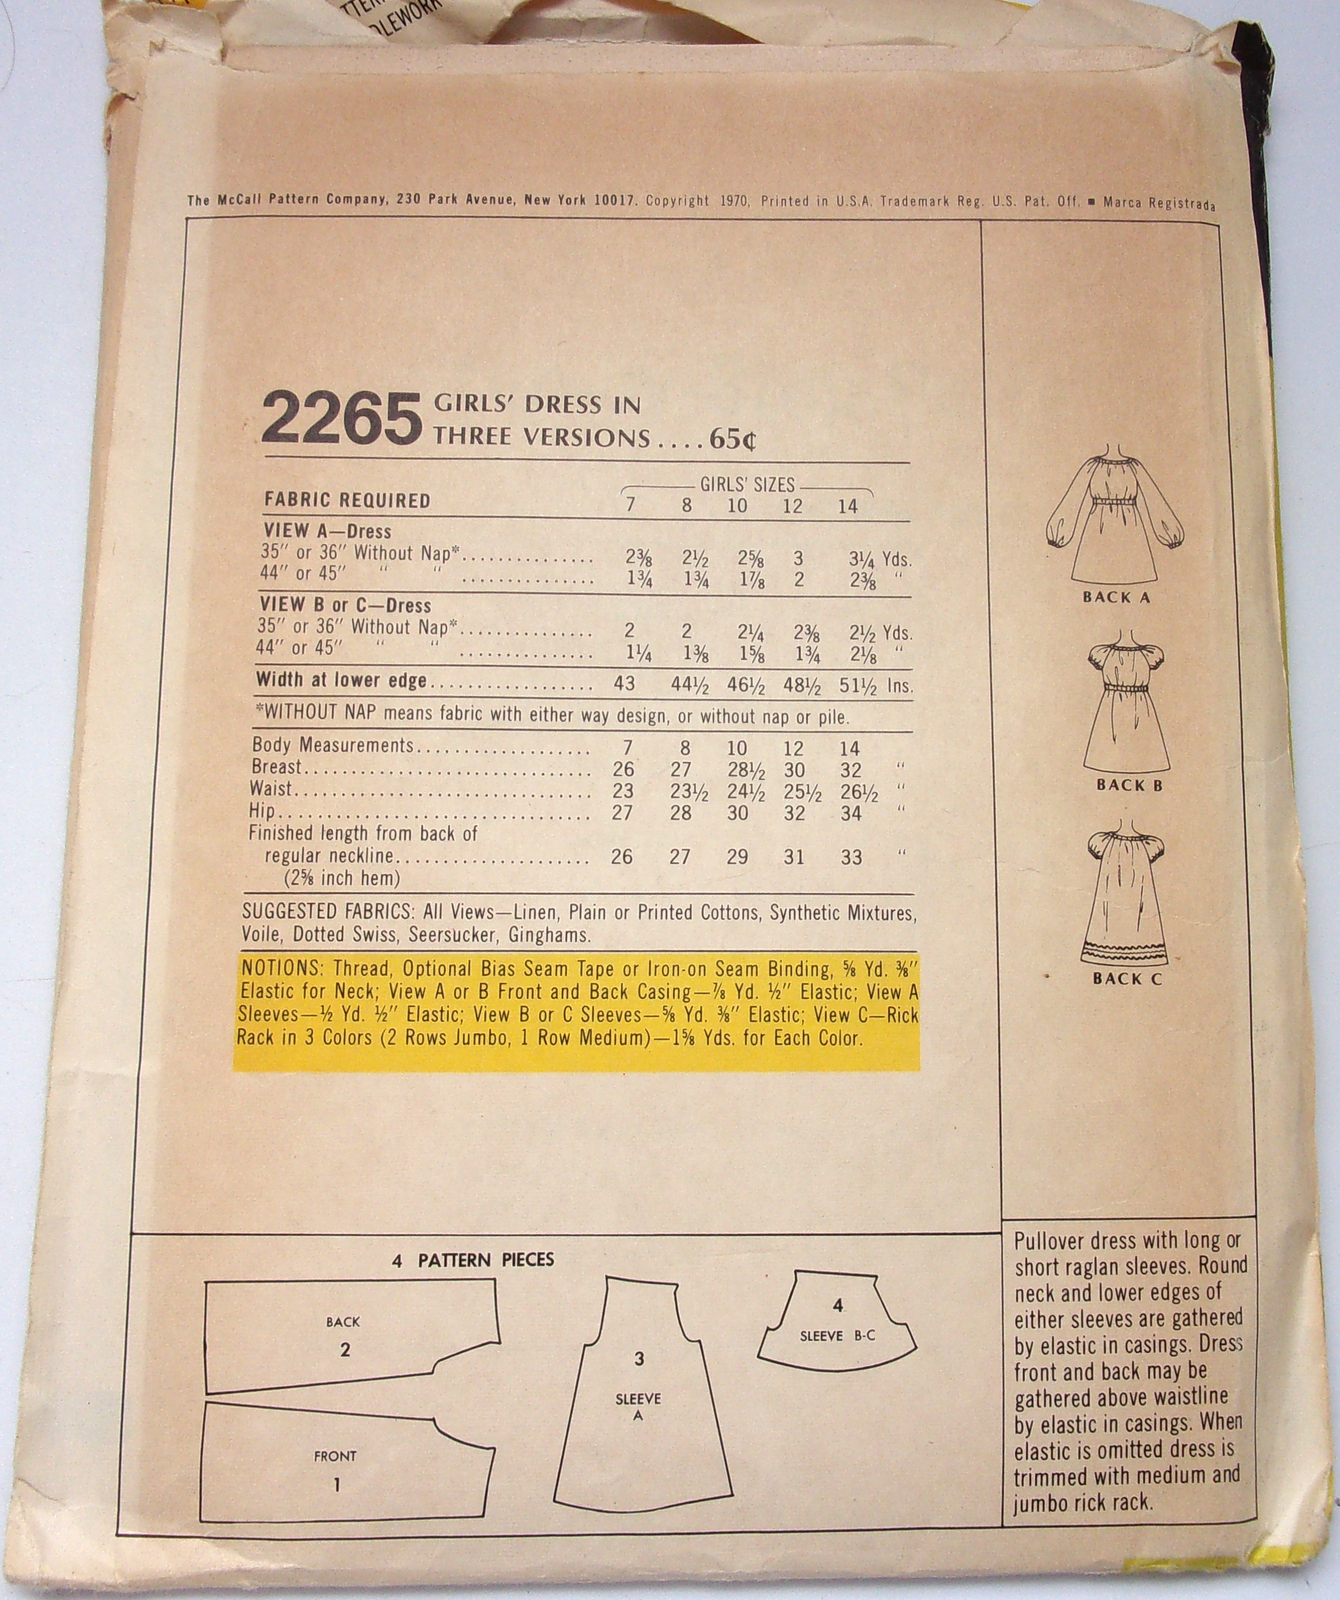 TTER
DLEWORK
The McCall Pattern Company, 230 Park Avenue, New York 10017. Copyright 1970, Printed in U.S.A. Trademark Reg. U.S. Pat. Off. ■ Marca Registrada
2265 GIRLS' DRESS IN
THREE VERSIONS .... 65¢
GIRLS' SIZES
FABRIC REQUIRED 7 8 10 12 14
VIEW A—Dress
35" or 36" Without Nap*.............. 2⅜ 2½ 2⅝ 3 3¼ Yds.
44" or 45" " " .............. 1¾ 1¾ 1⅞ 2 2⅜ "
VIEW B or C—Dress
35" or 36" Without Nap*.............. 2 2 2¼ 2⅜ 2½ Yds.
44" or 45" " " .............. 1¼ 1⅜ 1⅝ 1¾ 2⅛ "
Width at lower edge................. 43 44½ 46½ 48½ 51½ Ins.
*WITHOUT NAP means fabric with either way design, or without nap or pile.
Body Measurements.................. 7 8 10 12 14
Breast.............................. 26 27 28½ 30 32 "
Waist............................... 23 23½ 24½ 25½ 26½ "
Hip................................ 27 28 30 32 34 "
Finished length from back of
regular neckline.................... 26 27 29 31 33 "
(2⅝ inch hem)
SUGGESTED FABRICS: All Views—Linen, Plain or Printed Cottons, Synthetic Mixtures,
Voile, Dotted Swiss, Seersucker, Ginghams.
NOTIONS: Thread, Optional Bias Seam Tape or Iron-on Seam Binding, ⅝ Yd. ⅜"
Elastic for Neck; View A or B Front and Back Casing—⅞ Yd. ½" Elastic; View A
Sleeves—½ Yd. ½" Elastic; View B or C Sleeves—⅝ Yd. ⅜" Elastic; View C—Rick
Rack in 3 Colors (2 Rows Jumbo, 1 Row Medium)—1⅝ Yds. for Each Color.
BACK A
BACK B
BACK C
4 PATTERN PIECES
BACK
2
FRONT
1
3
SLEEVE
A
4
SLEEVE B-C
Pullover dress with long or
short raglan sleeves. Round
neck and lower edges of
either sleeves are gathered
by elastic in casings. Dress
front and back may be
gathered above waistline
by elastic in casings. When
elastic is omitted dress is
trimmed with medium and
jumbo rick rack.